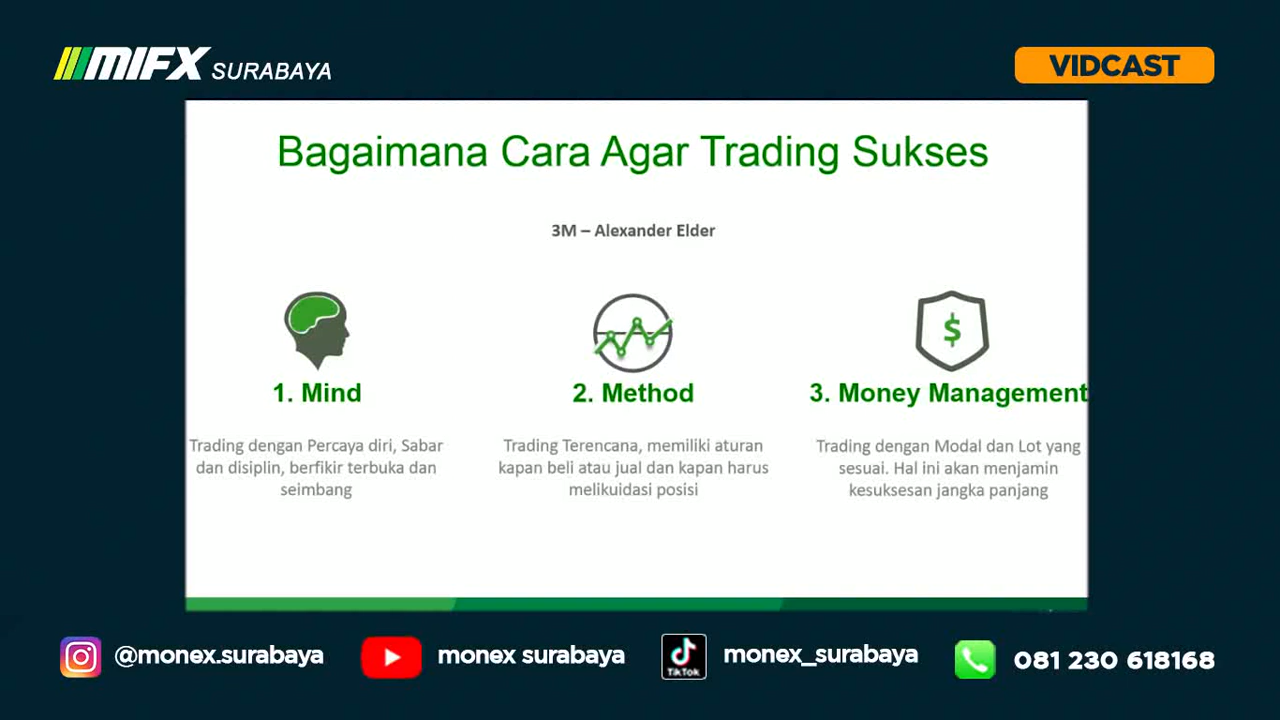 MIFX SURABAYA
VIDCAST
Bagaimana Cara Agar Trading Sukses
3M – Alexander Elder
$
1. Mind
2. Method
3. Money Management
Trading dengan Percaya diri, Sabar
dan disiplin, berfikir terbuka dan
seimbang
Trading Terencana, memiliki aturan
kapan beli atau jual dan kapan harus
melikuidasi posisi
Trading dengan Modal dan Lot yang
sesuai. Hal ini akan menjamin
kesuksesan jangka panjang
@monex.surabaya
monex surabaya
TikTok
monex_surabaya
081 230 618168